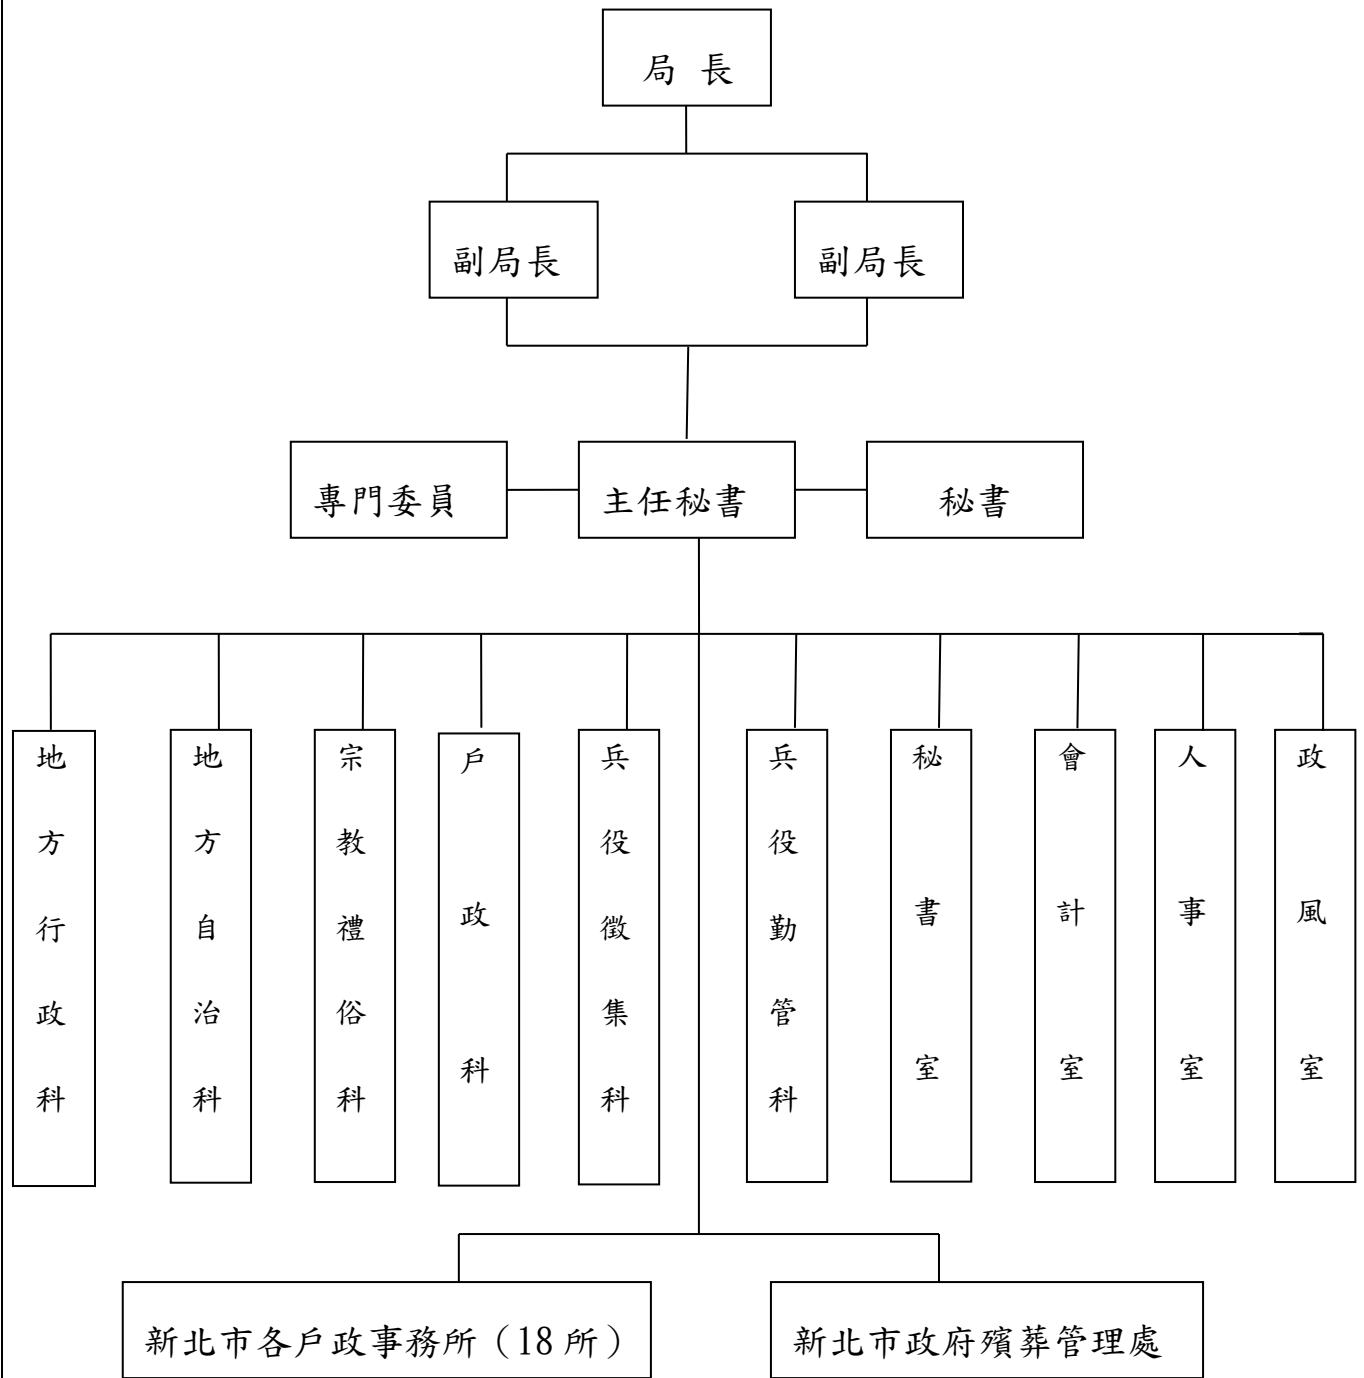 局 長
副局長
副局長
專門委員
主任秘書
秘書
地方行政科
地方自治科
宗教禮俗科
戶政科
兵役徵集科
兵役勤管科
秘書室
會計室
人事室
政風室
新北市各戶政事務所（18 所）
新北市政府殯葬管理處